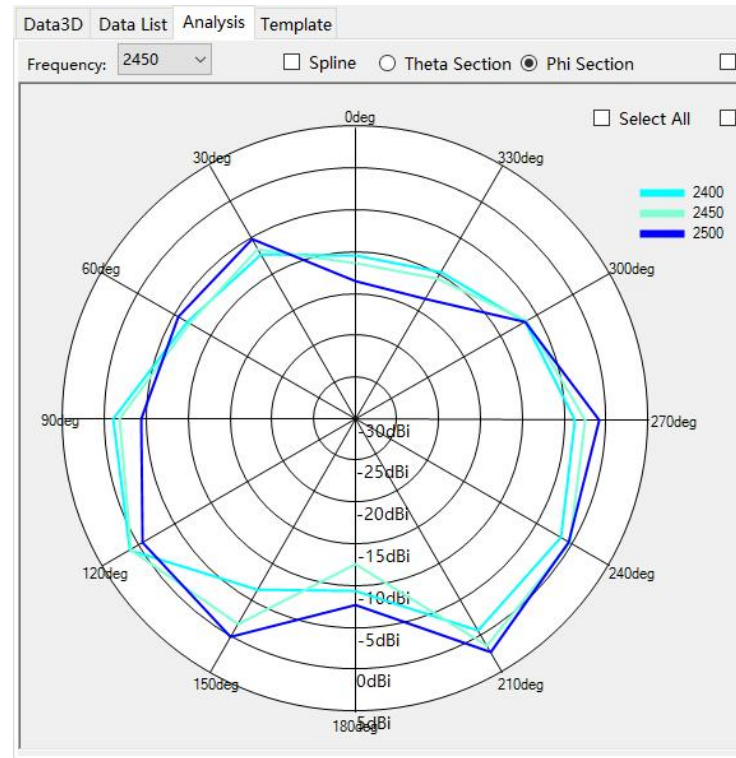 Data3D Data List Analysis Template
Frequency: 2450 Spline Theta Section Phi Section
Select All
0deg
30deg 330deg
2400
2450
2500
60deg 300deg
90deg 270deg
-30dBi
-25dBi
-20dBi
-15dBi
120deg 240deg
-10dBi
-5dBi
150deg 0dBi 210deg
180deg 5dBi